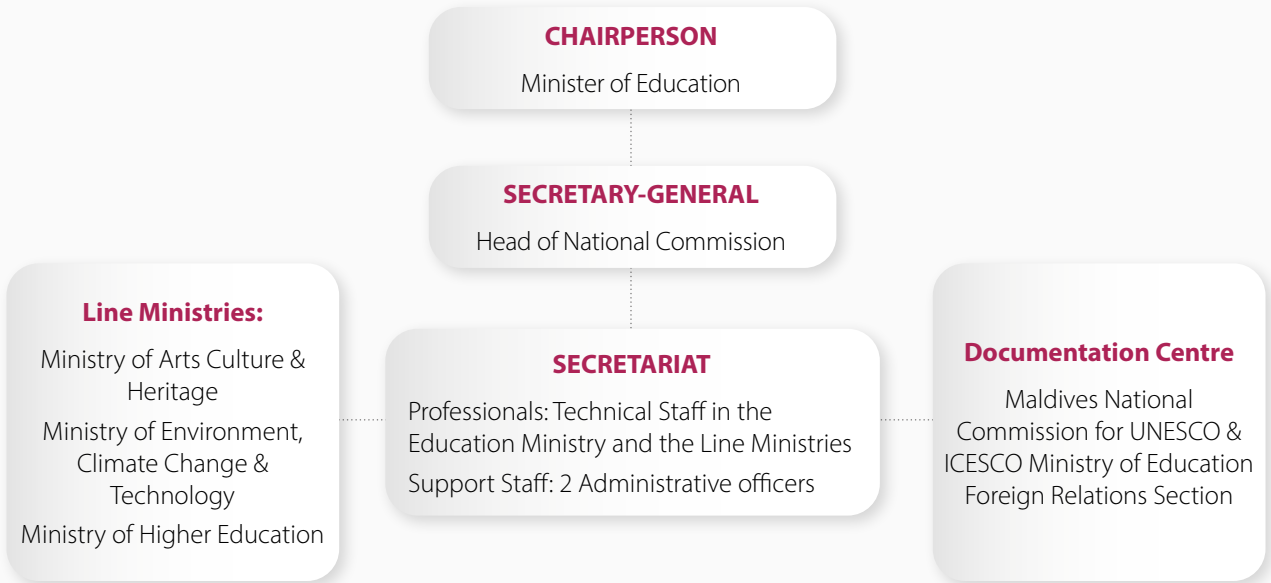 CHAIRPERSON
Minister of Education
SECRETARY-GENERAL
Head of National Commission
Line Ministries:
Ministry of Arts Culture &
Heritage
Ministry of Environment,
Climate Change &
Technology
Ministry of Higher Education
SECRETARIAT
Professionals: Technical Staff in the
Education Ministry and the Line Ministries
Support Staff: 2 Administrative officers
Documentation Centre
Maldives National
Commission for UNESCO &
ICESCO Ministry of Education
Foreign Relations Section